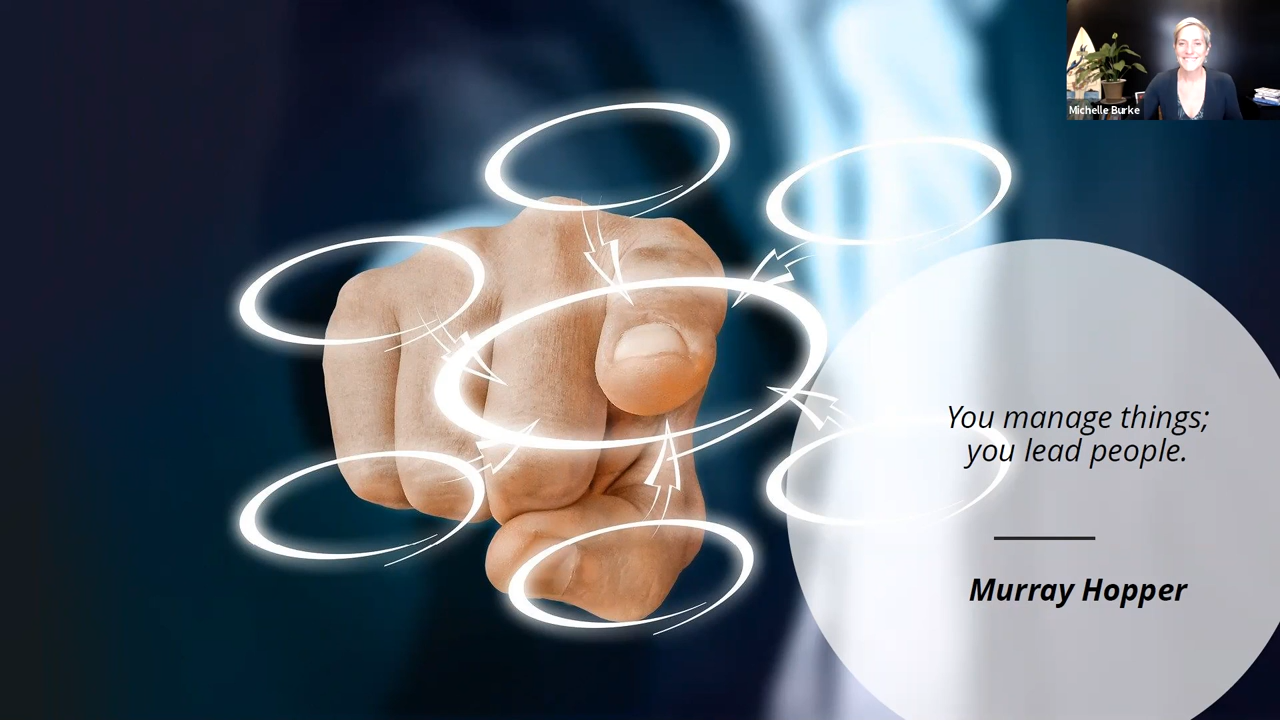 Michelle Burke
You manage things;
you lead people.
Murray Hopper